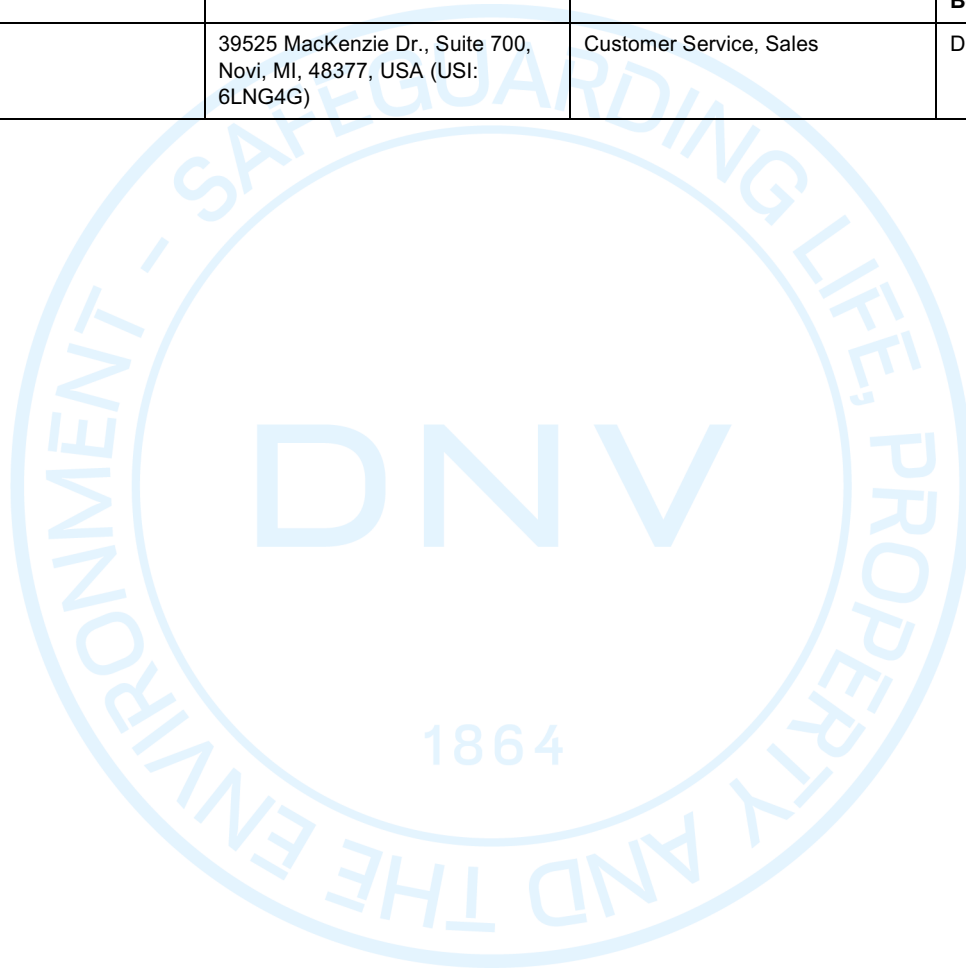 B
39525 MacKenzie Dr., Suite 700,
Novi, MI, 48377, USA (USI:
6LNG4G)
Customer Service, Sales
D
SAFEGUARDING LIFE, PROPERTY AND THE ENVIRONMENT -
DNV
1864